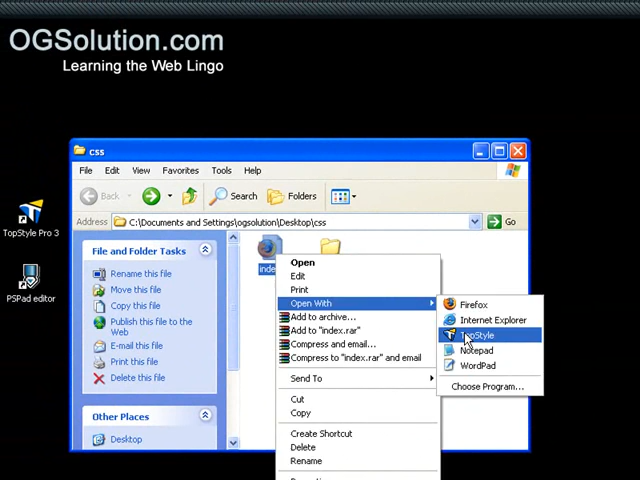 OGSolution.com
Learning the Web Lingo
css
File Edit View Favorites Tools Help
Back Search Folders
Address C:\Documents and Settings\ogsolution\Desktop\css Go
TopStyle Pro 3
PSPad editor
File and Folder Tasks
Rename this file
Move this file
Copy this file
Publish this file to the
Web
E-mail this file
Print this file
Delete this file
Other Places
Desktop
Open
Edit
Print
Open With
Add to archive...
Add to "index.rar"
Compress and email...
Compress to "index.rar" and email
Send To
Cut
Copy
Create Shortcut
Delete
Rename
Firefox
Internet Explorer
TopStyle
Notepad
WordPad
Choose Program...